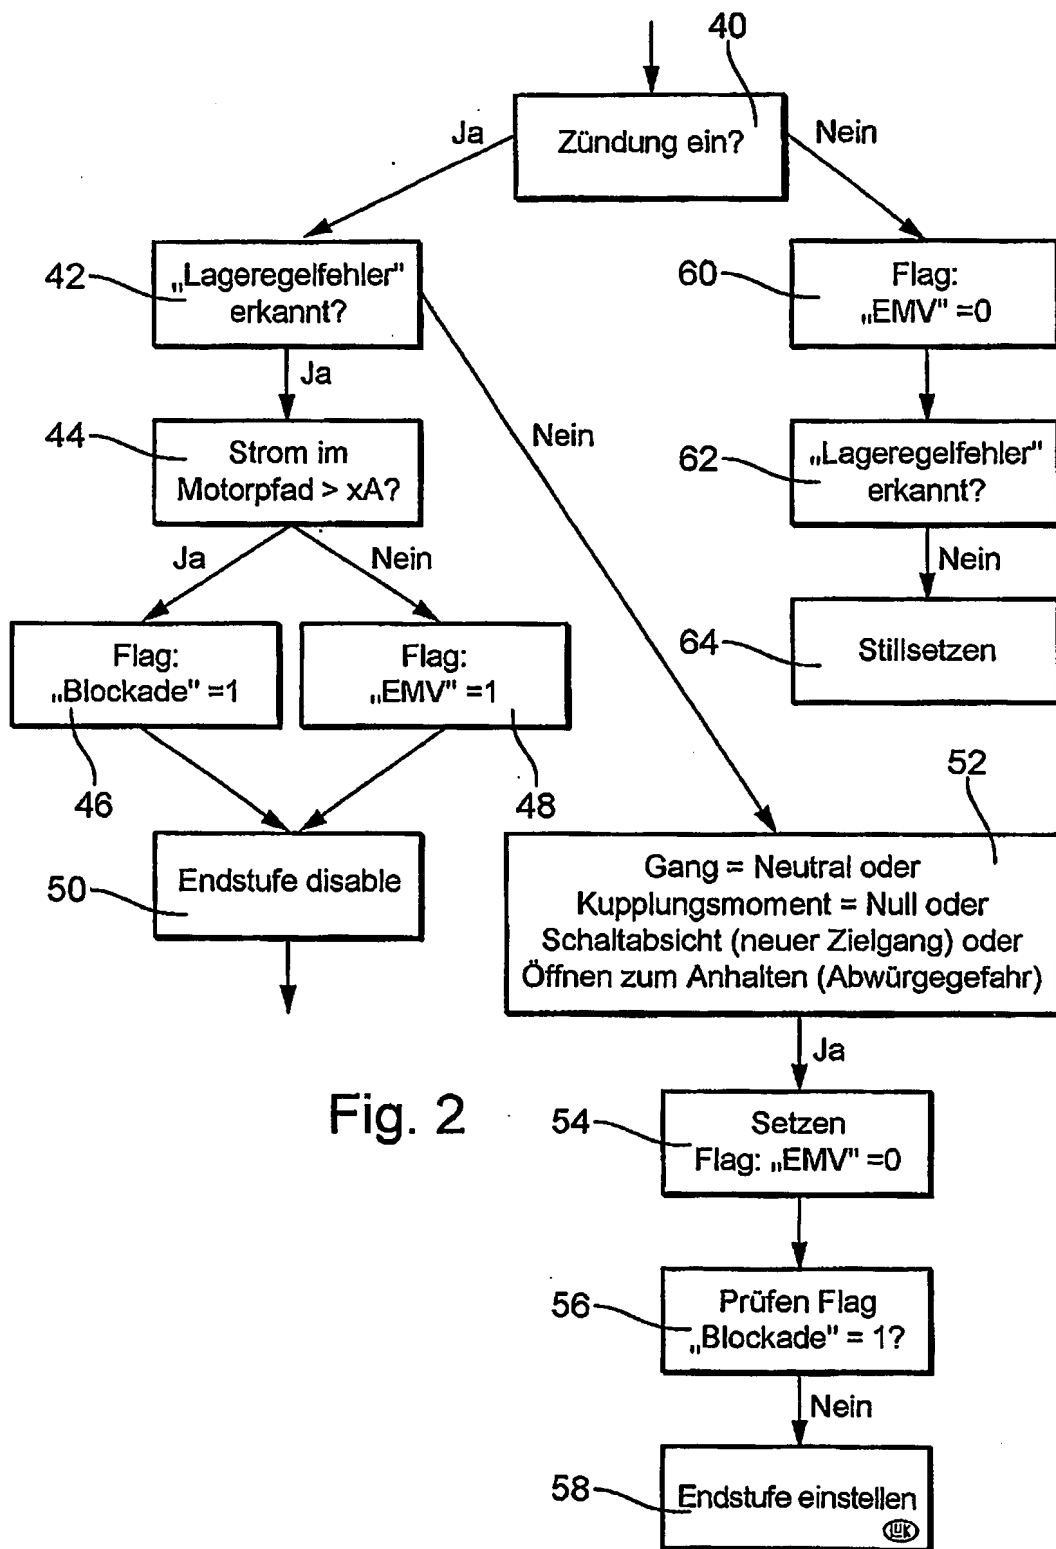 40
Zündung ein?
Ja
Nein
42
„Lageregelfehler"
erkannt?
60
Flag:
„EMV" =0
Ja
44
Strom im
Motorpfad > xA?
Nein
62
„Lageregelfehler"
erkannt?
Ja
Nein
Nein
Flag:
„Blockade" =1
Flag:
„EMV" =1
64
Stillsetzen
46
48
52
50
Endstufe disable
Gang = Neutral oder
Kupplungsmoment = Null oder
Schaltabsicht (neuer Zielgang) oder
Öffnen zum Anhalten (Abwürgegefahr)
Ja
Fig. 2
54
Setzen
Flag: „EMV" =0
56
Prüfen Flag
„Blockade" = 1?
Nein
58
Endstufe einstellen
LUK